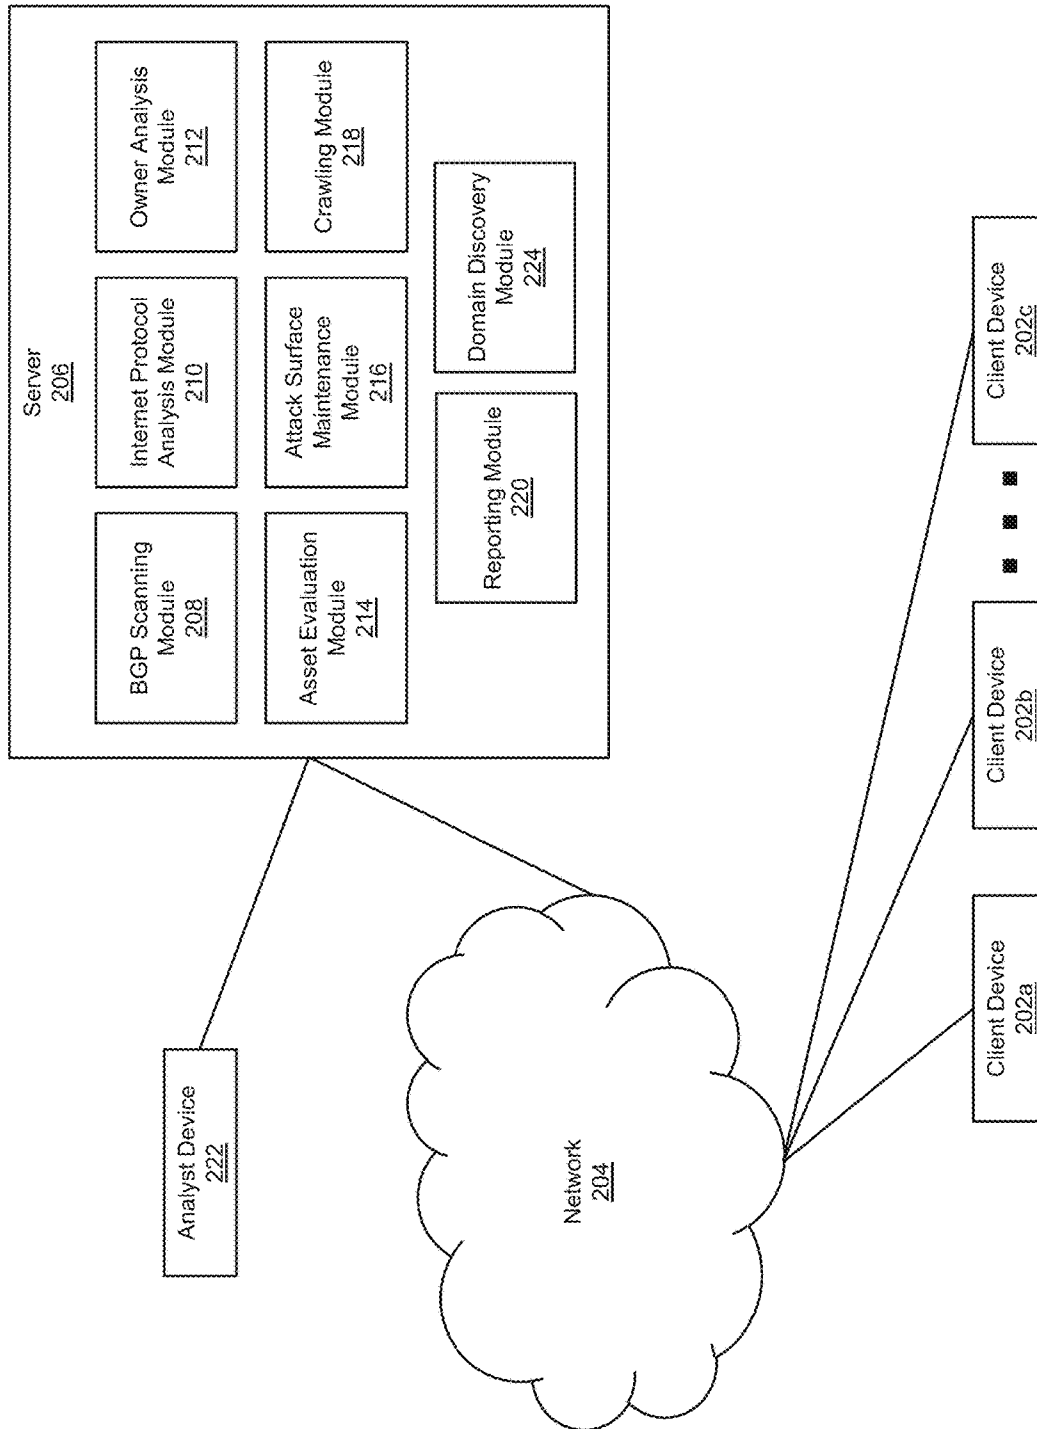 Server
206
BGP Scanning
Module
208
Internet Protocol
Analysis Module
210
Owner Analysis
Module
212
Asset Evaluation
Module
214
Attack Surface
Maintenance
Module
216
Crawling Module
218
Reporting Module
220
Domain Discovery
Module
224
Analyst Device
222
Network
204
Client Device
202a
Client Device
202b
Client Device
202c